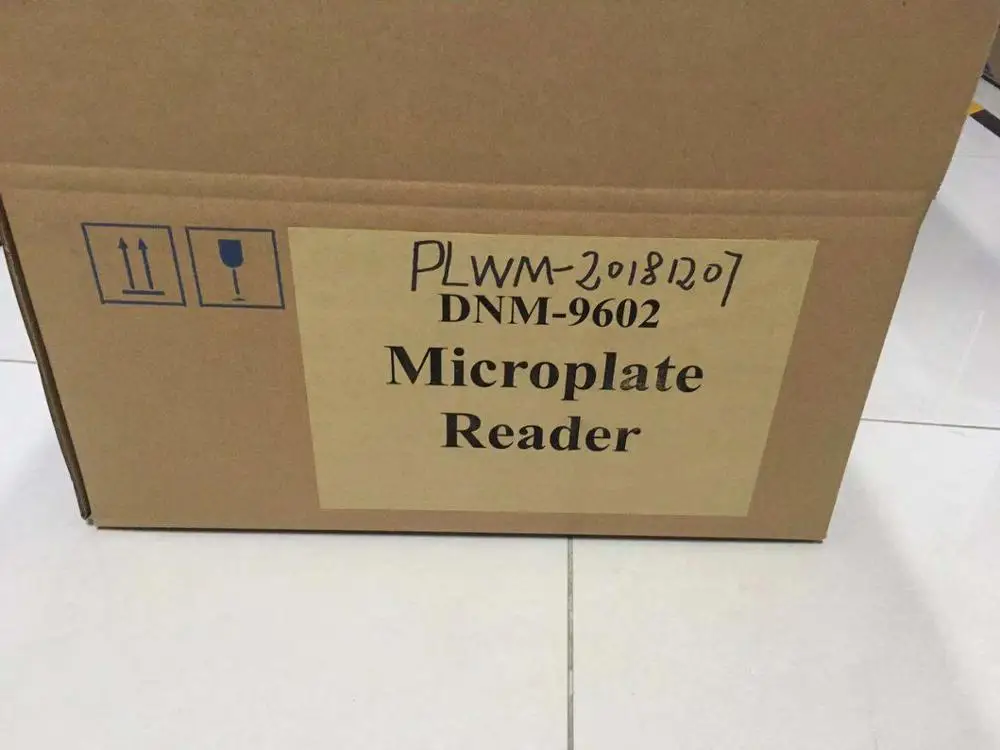 PLWM-20181207
DNM-9602
Microplate
Reader